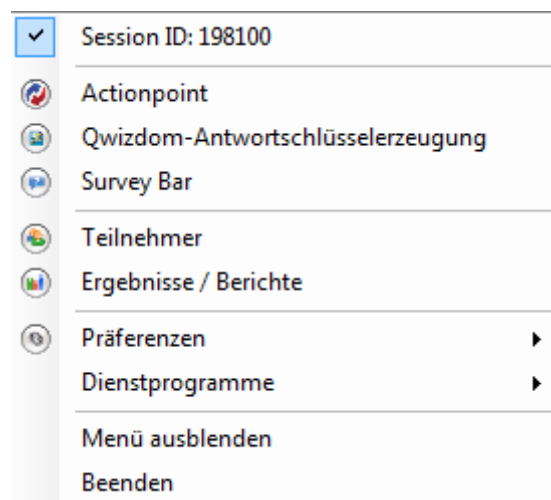 Session ID: 198100
Actionpoint
Qwizdom-Antwortschlüsselerzeugung
Survey Bar
Teilnehmer
Ergebnisse / Berichte
Präferenzen
Dienstprogramme
Menü ausblenden
Beenden